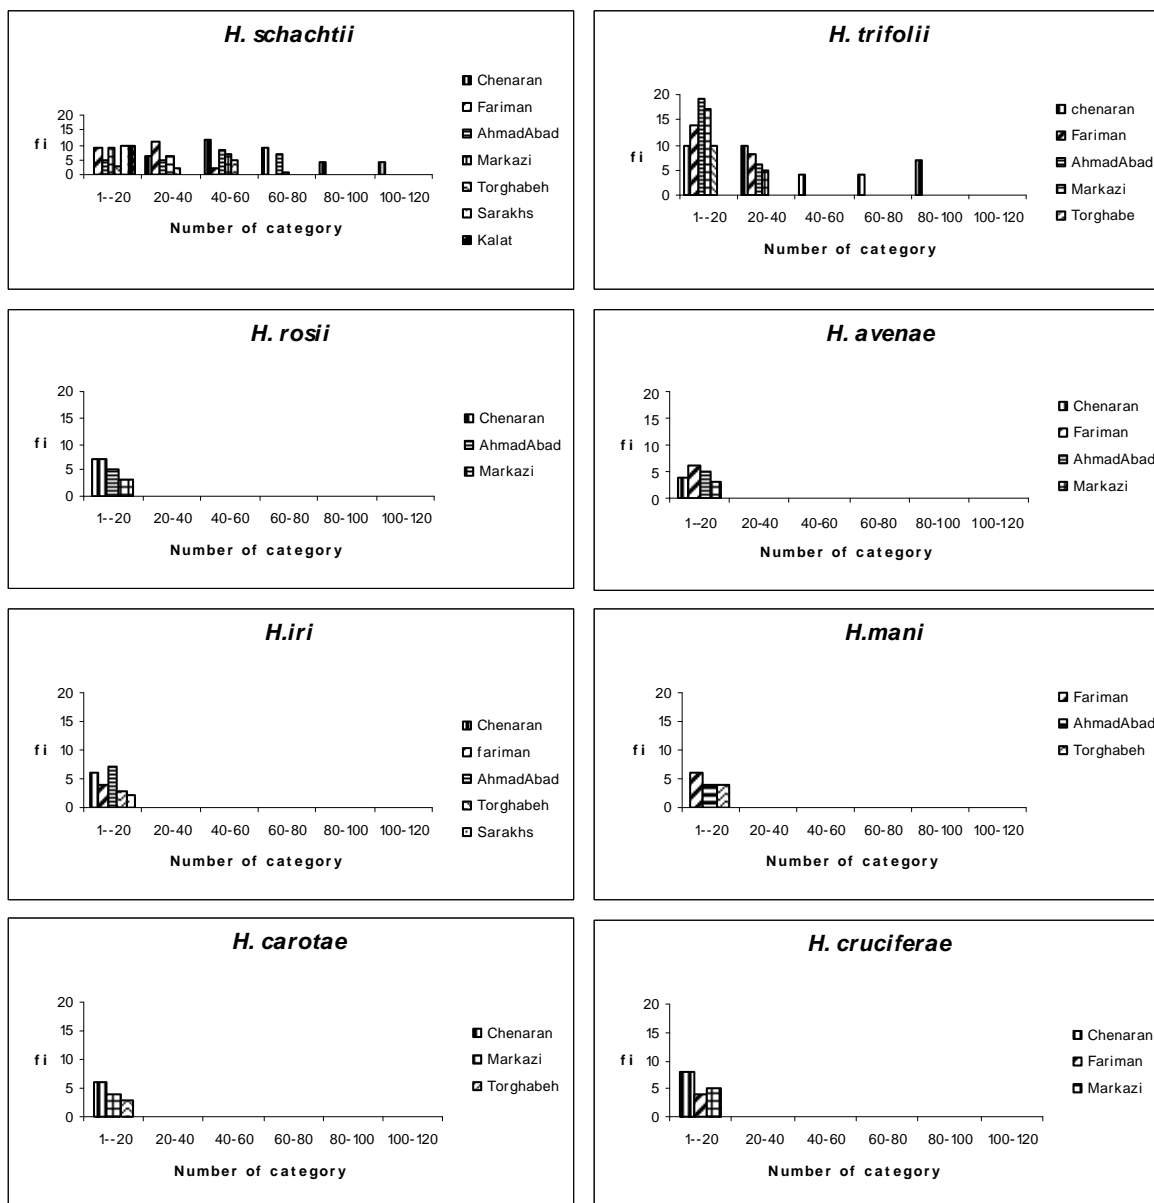 H. schachtii
20
15
10
5
0
fi
1--20 20-40 40-60 60-80 80-100 100-120
Number of category
Chenaran
Fariman
AhmadAbad
Markazi
Torghabeh
Sarakhs
Kalat
H. trifolii
20
15
10
5
0
fi
1--20 20-40 40-60 60-80 80-100 100-120
Number of category
chenaran
Fariman
AhmadAbad
Markazi
Torghabe
H. rosii
20
15
10
5
0
fi
1--20 20-40 40-60 60-80 80-100 100-120
Number of category
Chenaran
AhmadAbad
Markazi
H. avenae
20
15
10
5
0
fi
1--20 20-40 40-60 60-80 80-100 100-120
Number of category
Chenaran
Fariman
AhmadAbad
Markazi
H.iri
20
15
10
5
0
fi
1--20 20-40 40-60 60-80 80-100 100-120
Number of category
Chenaran
fariman
AhmadAbad
Torghabeh
Sarakhs
H.mani
20
15
10
5
0
fi
1--20 20-40 40-60 60-80 80-100 100-120
Number of category
Fariman
AhmadAbad
Torghabeh
H. carotae
20
15
10
5
0
fi
1--20 20-40 40-60 60-80 80-100 100-120
Number of category
Chenaran
Markazi
Torghabeh
H. cruciferae
20
15
10
5
0
fi
1--20 20-40 40-60 60-80 80-100 100-120
Number of category
Chenaran
Fariman
Markazi